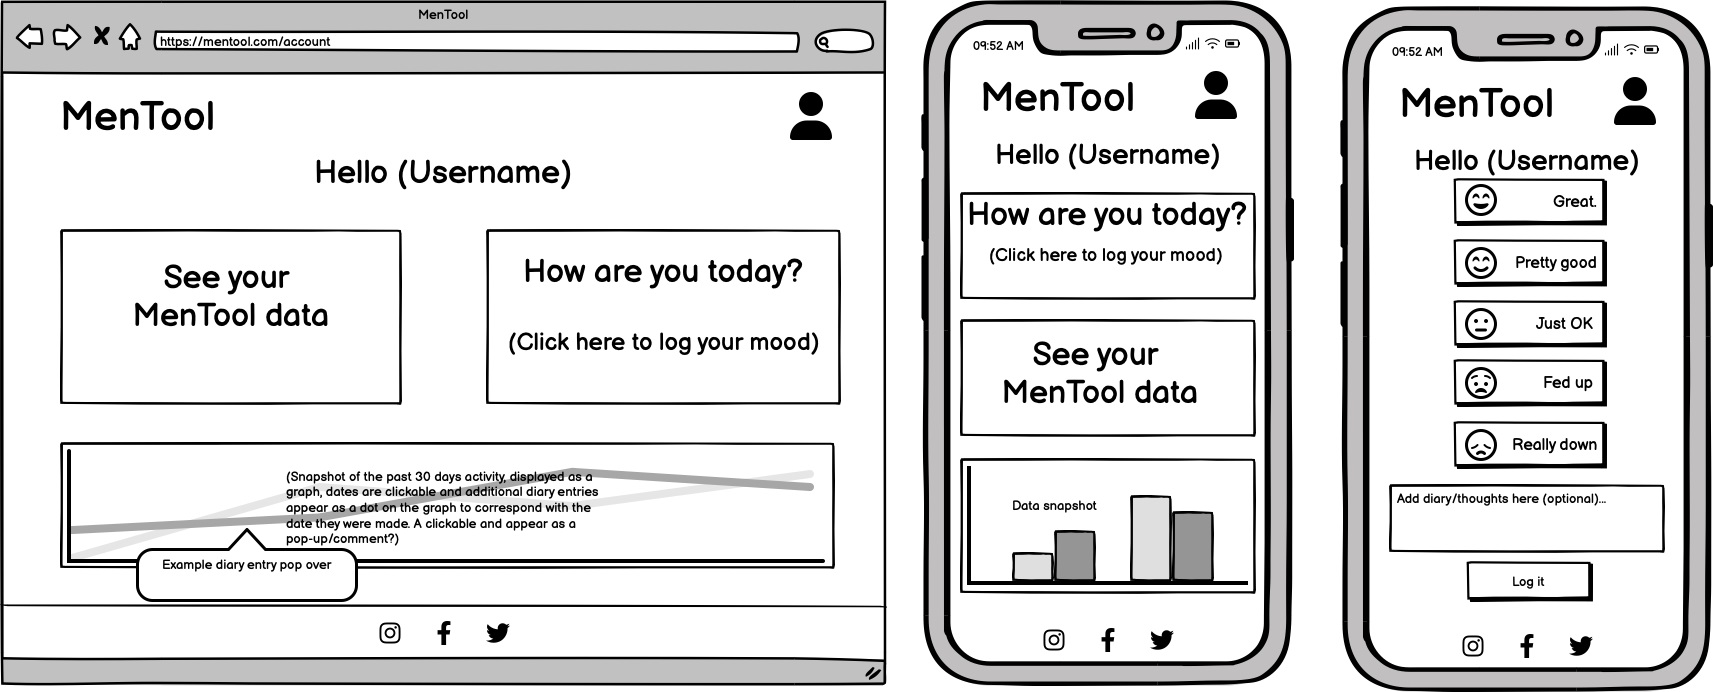 MenTool
https://mentool.com/account
MenTool
Hello (Username)
See your
MenTool data
How are you today?
(Click here to log your mood)
(Snapshot of the past 30 days activity, displayed as a
graph, dates are clickable and additional diary entries
appear as a dot on the graph to correspond with the
date they were made. A clickable and appear as a
pop-up/comment?)
Example diary entry pop over
09:52 AM
MenTool
Hello (Username)
How are you today?
(Click here to log your mood)
See your
MenTool data
Data snapshot
09:52 AM
MenTool
Hello (Username)
Great.
Pretty good
Just OK
Fed up
Really down
Add diary/thoughts here (optional)...
Log it